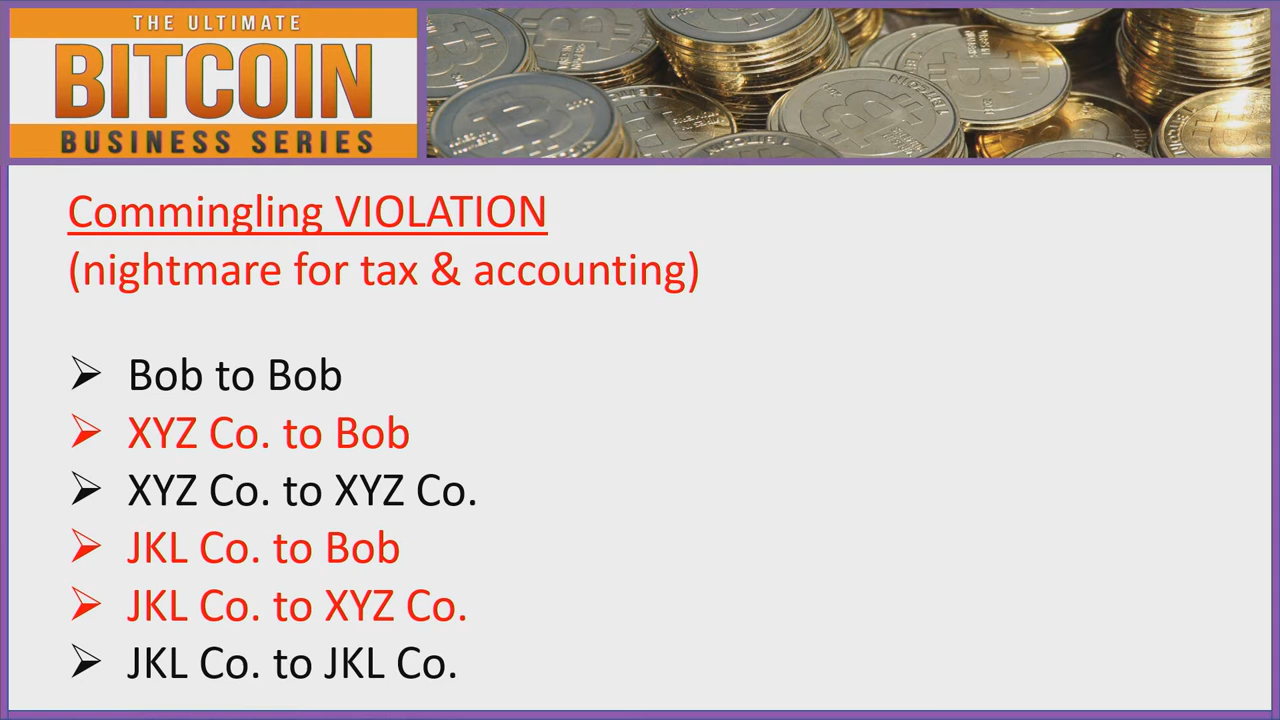 THE ULTIMATE
BITCOIN
BUSINESS SERIES
Commingling VIOLATION
(nightmare for tax & accounting)
➢ Bob to Bob
➢ XYZ Co. to Bob
➢ XYZ Co. to XYZ Co.
➢ JKL Co. to Bob
➢ JKL Co. to XYZ Co.
➢ JKL Co. to JKL Co.